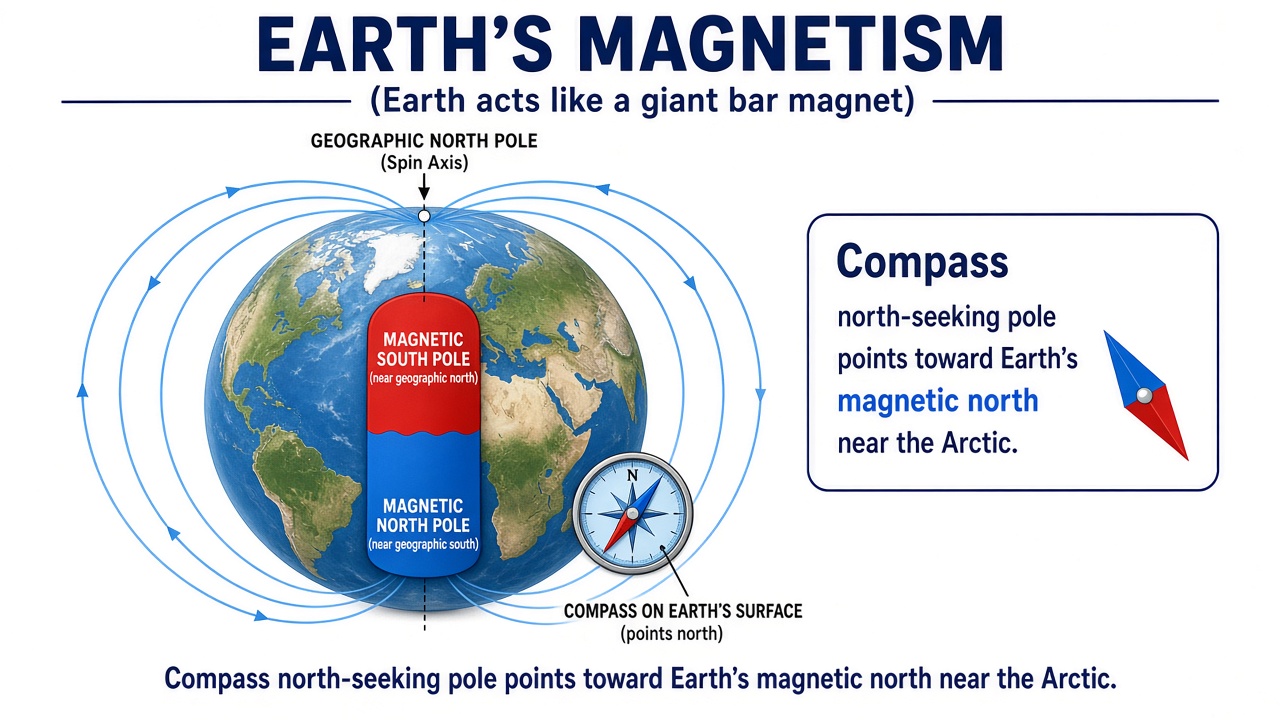 EARTH'S MAGNETISM
(Earth acts like a giant bar magnet)
GEOGRAPHIC NORTH POLE
(Spin Axis)
MAGNETIC
SOUTH POLE
(near geographic north)
MAGNETIC
NORTH POLE
(near geographic south)
N
COMPASS ON EARTH'S SURFACE
(points north)
Compass
north-seeking pole
points toward Earth's
magnetic north
near the Arctic.
Compass north-seeking pole points toward Earth's magnetic north near the Arctic.